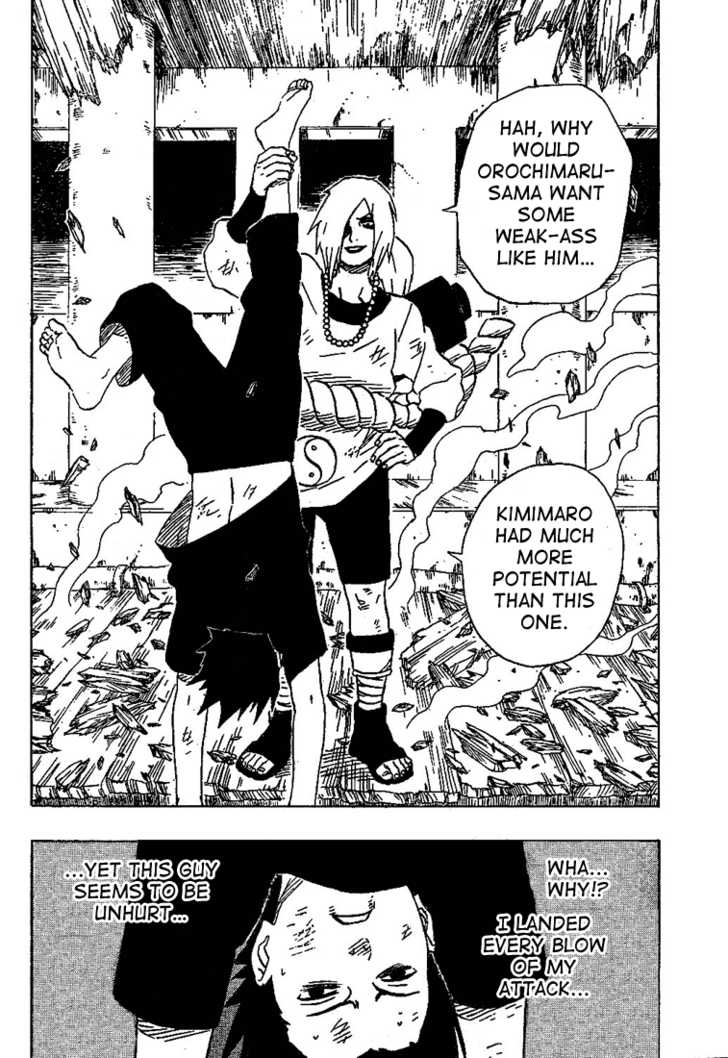 HAH, WHY
WOULD
OROCHIMARU-
SAMA WANT
SOME
WEAK-ASS
LIKE HIM...
KIMIMARO
HAD MUCH
MORE
POTENTIAL
THAN THIS
ONE.
WHA...
WHY!?
I LANDED
EVERY BLOW
OF MY
ATTACK...
...YET THIS GUY
SEEMS TO BE
UNHURT...